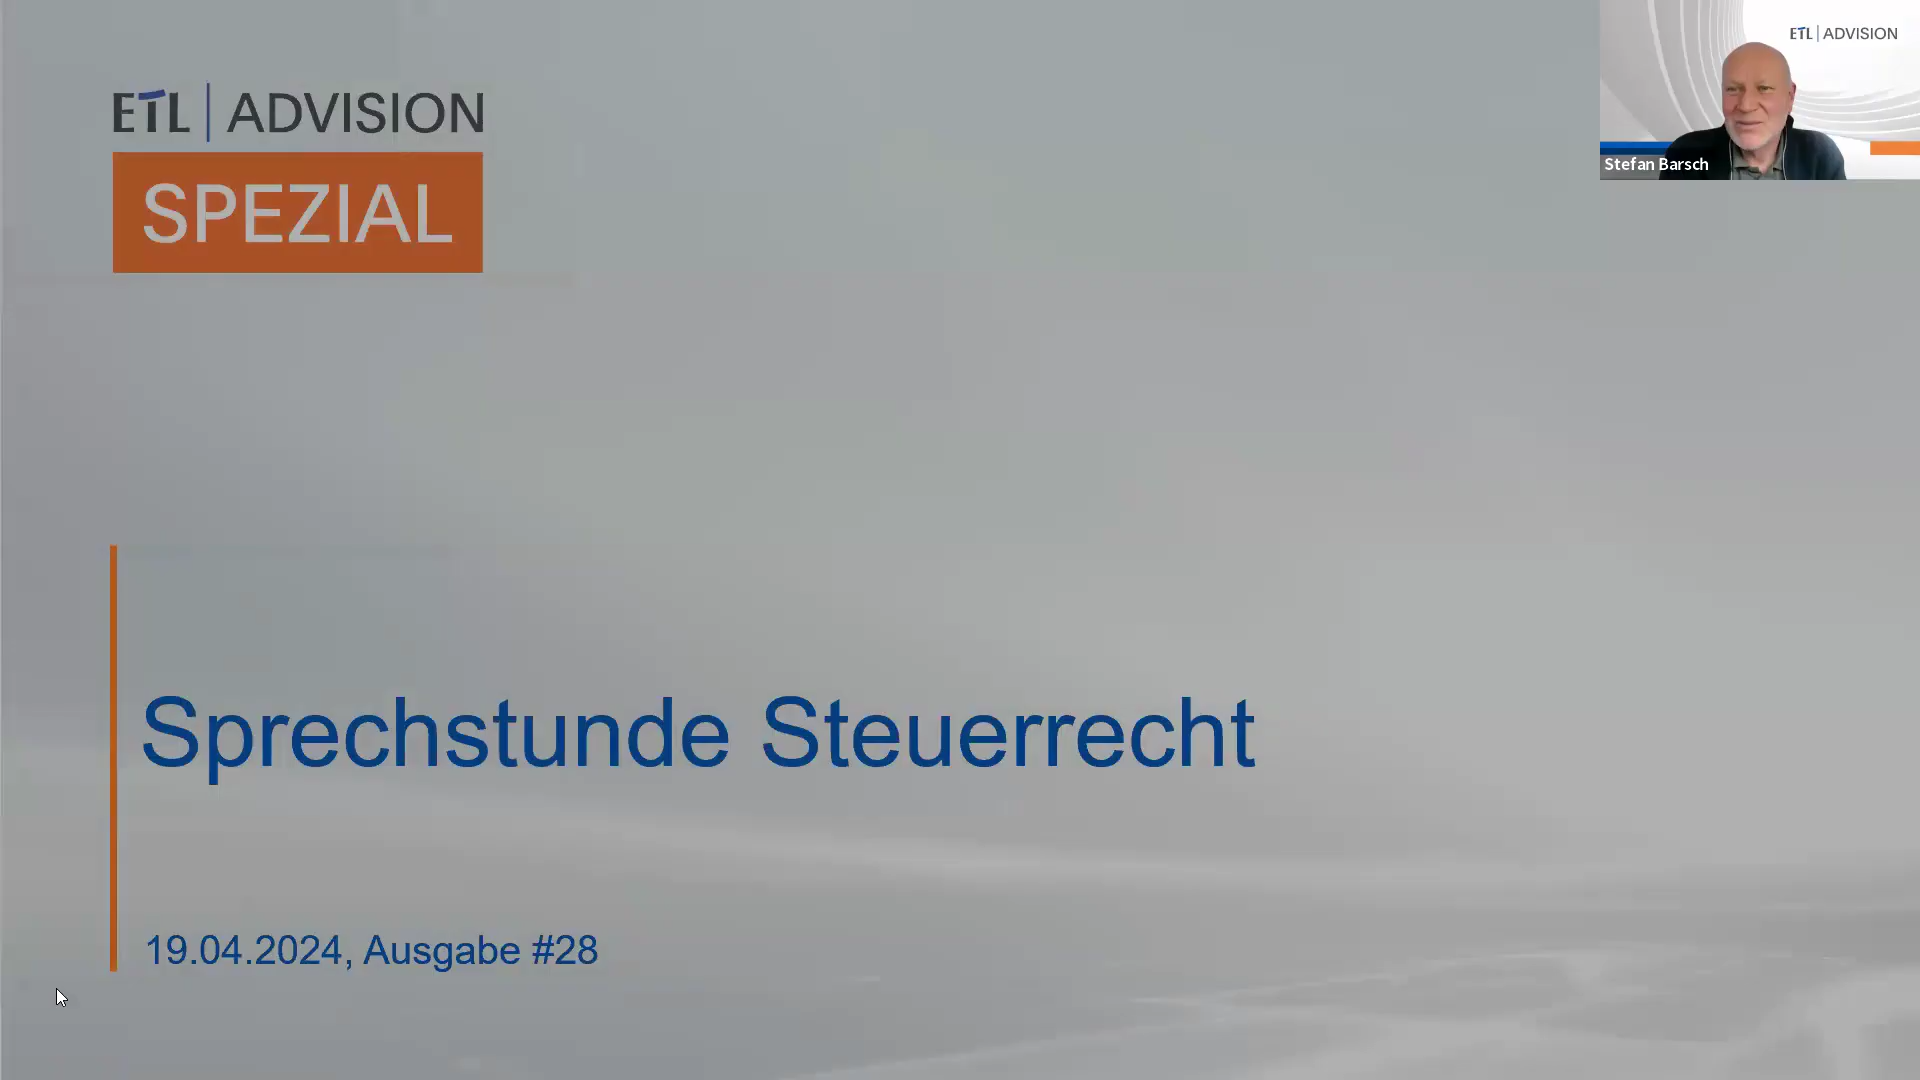 ETL | ADVISION
SPEZIAL
ETL | ADVISION
Stefan Barsch
Sprechstunde Steuerrecht
19.04.2024, Ausgabe #28